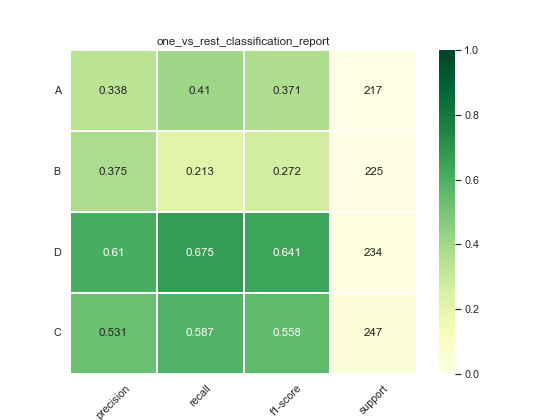 one_vs_rest_classification_report
A 0.338 0.41 0.371 217
B 0.375 0.213 0.272 225
D 0.61 0.675 0.641 234
C 0.531 0.587 0.558 247
precision recall f1-score support
1.0
0.8
0.6
0.4
0.2
0.0